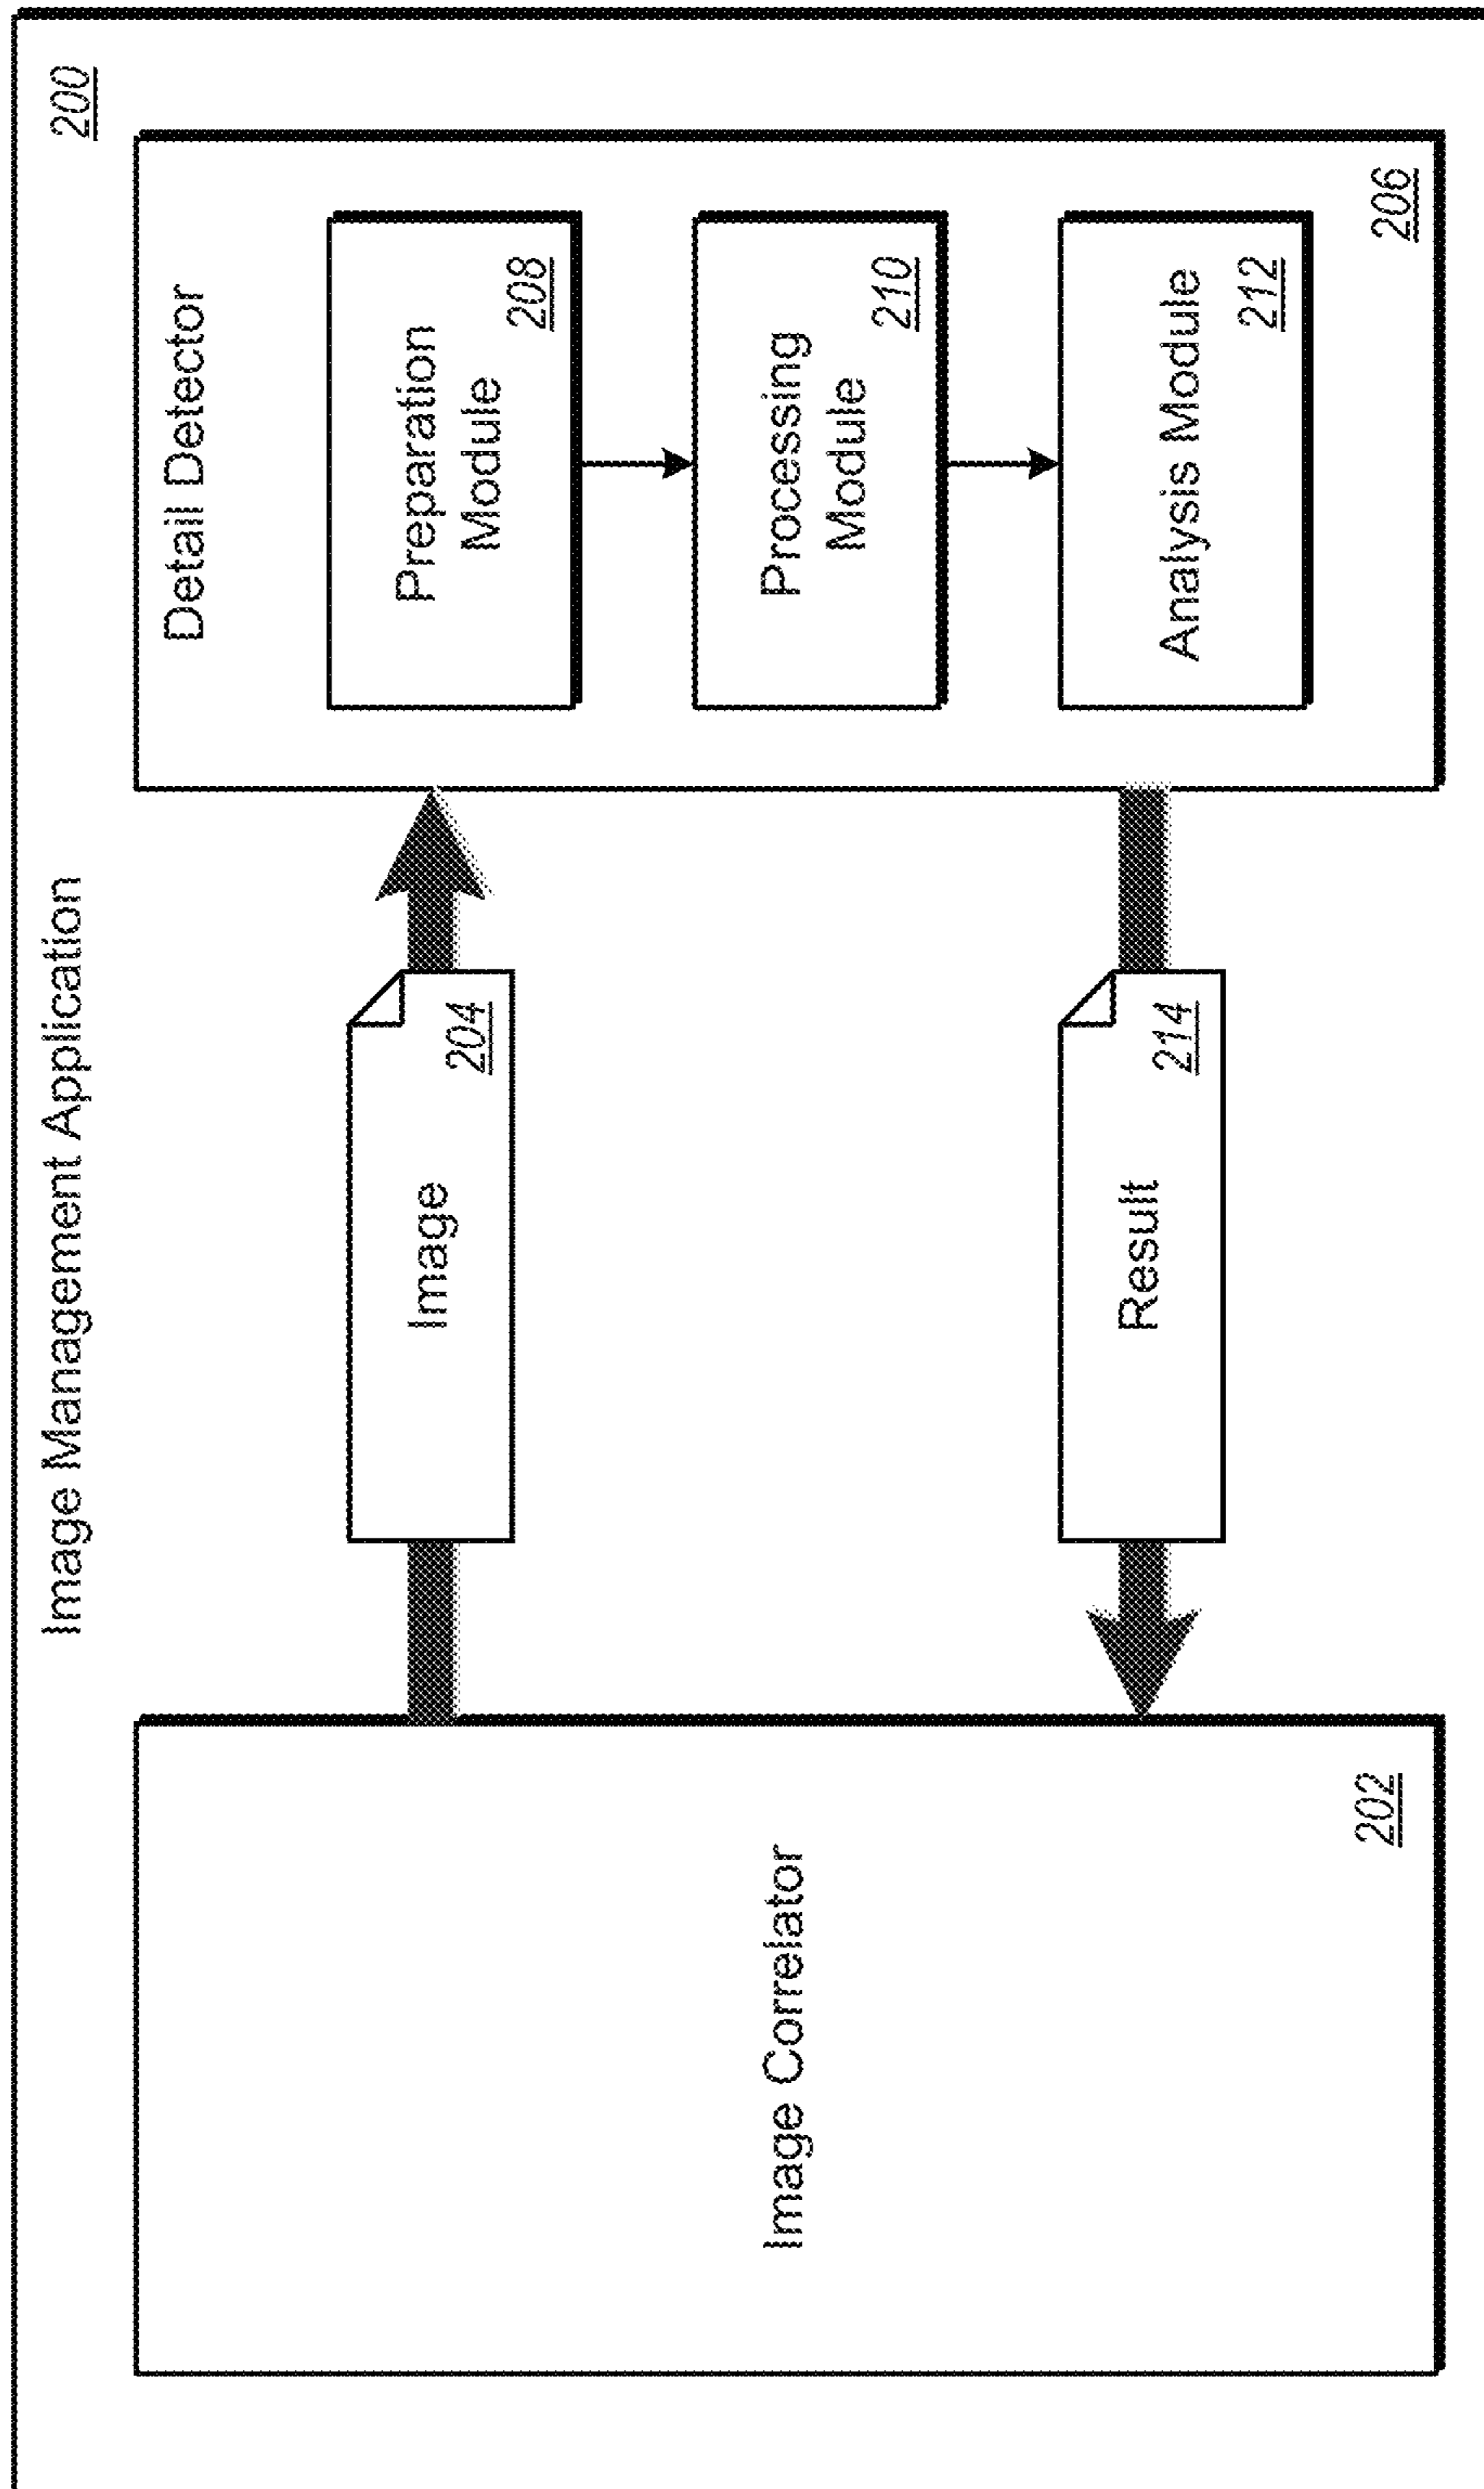 Image Management Application
200
Image Correlator
202
Image
204
Result
214
Detail Detector
Preparation
Module
208
Processing
Module
210
Analysis Module
212
206